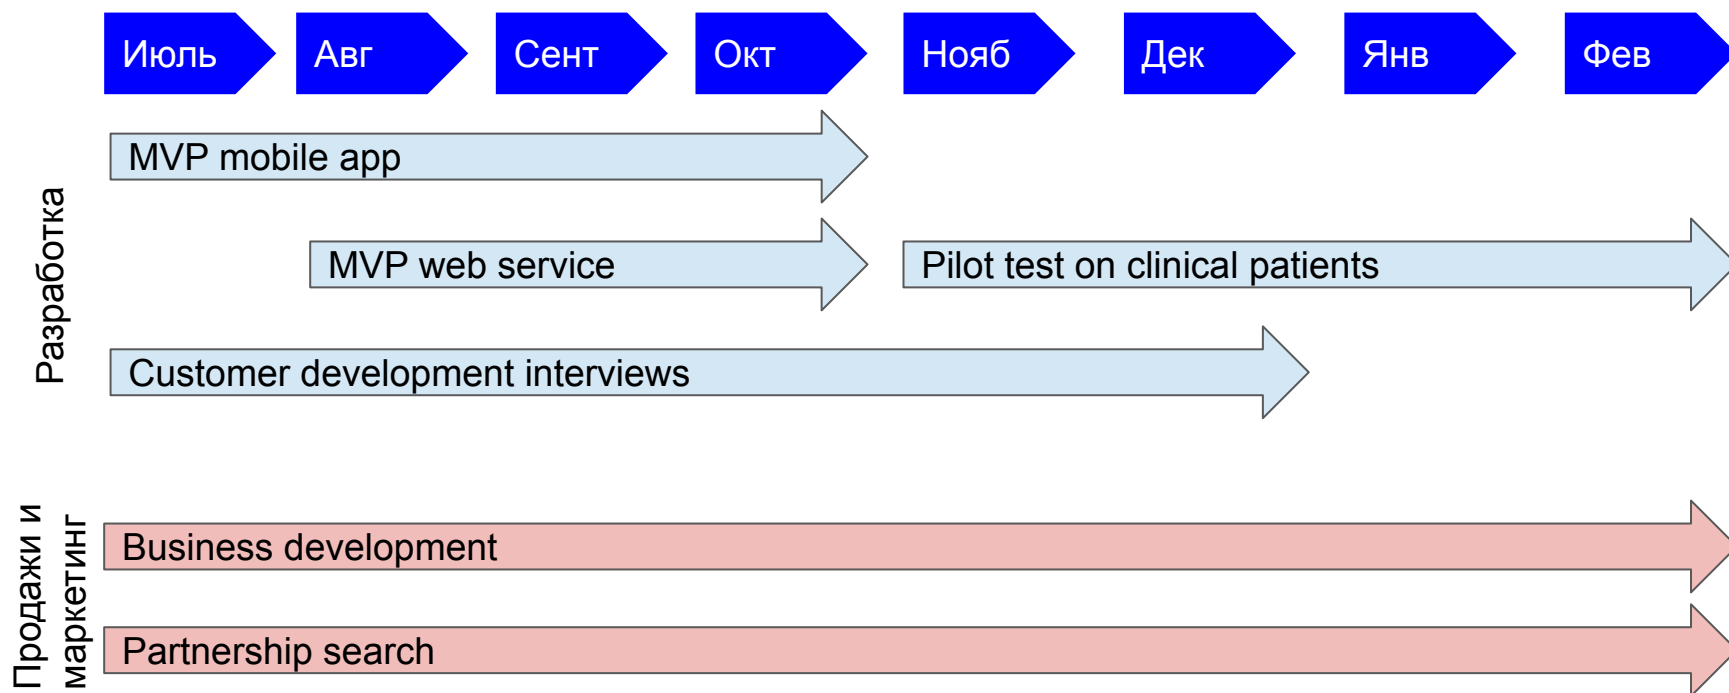 Июль
Авг
Сент
Окт
Нояб
Дек
Янв
Фев
Разработка
MVP mobile app
MVP web service
Pilot test on clinical patients
Customer development interviews
Продажи и
маркетинг
Business development
Partnership search